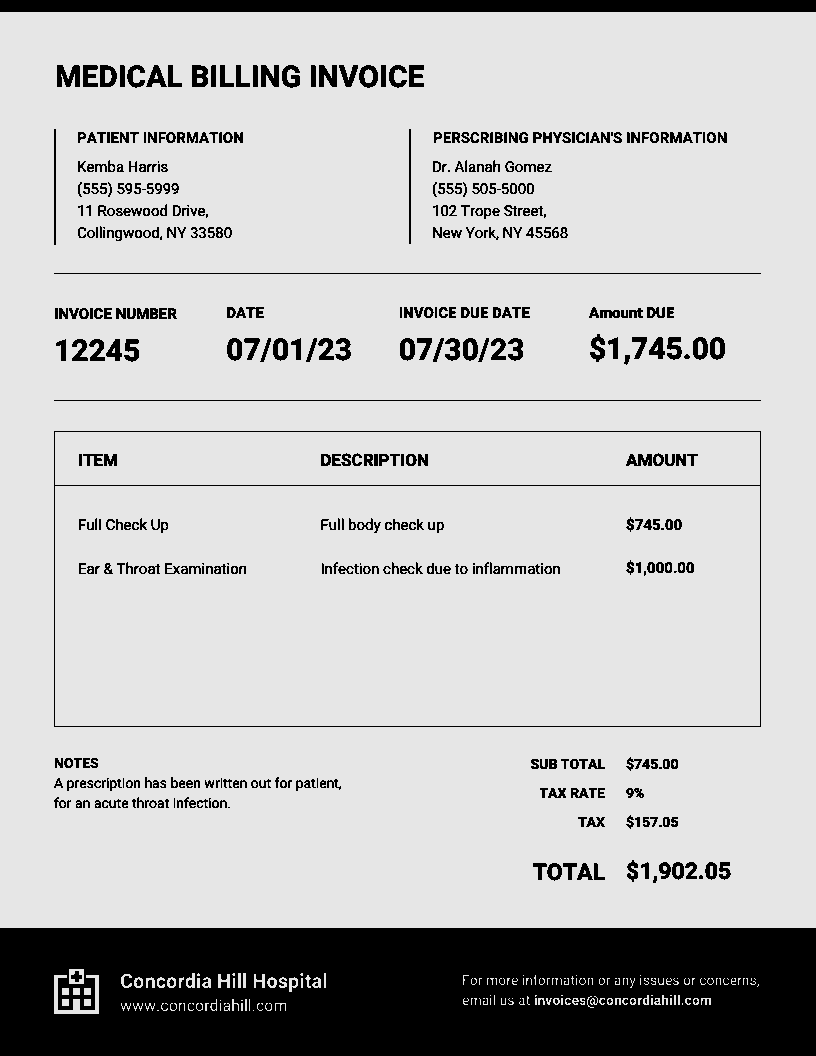 MEDICAL BILLING INVOICE
PATIENT INFORMATION
Kemba Harris
(555) 595-5999
11 Rosewood Drive,
Collingwood, NY 33580
PERSCRIBING PHYSICIAN'S INFORMATION
Dr. Alanah Gomez
(555) 505-5000
102 Trope Street,
New York, NY 45568
INVOICE NUMBER
12245
DATE
07/01/23
INVOICE DUE DATE
07/30/23
Amount DUE
$1,745.00
ITEM DESCRIPTION AMOUNT
Full Check Up Full body check up $745.00
Ear & Throat Examination Infection check due to inflammation $1,000.00
NOTES
A prescription has been written out for patient,
for an acute throat infection.
SUB TOTAL $745.00
TAX RATE 9%
TAX $157.05
TOTAL $1,902.05
Concordia Hill Hospital
www.concordiahill.com
For more information or any issues or concerns,
email us at invoices@concordiahill.com